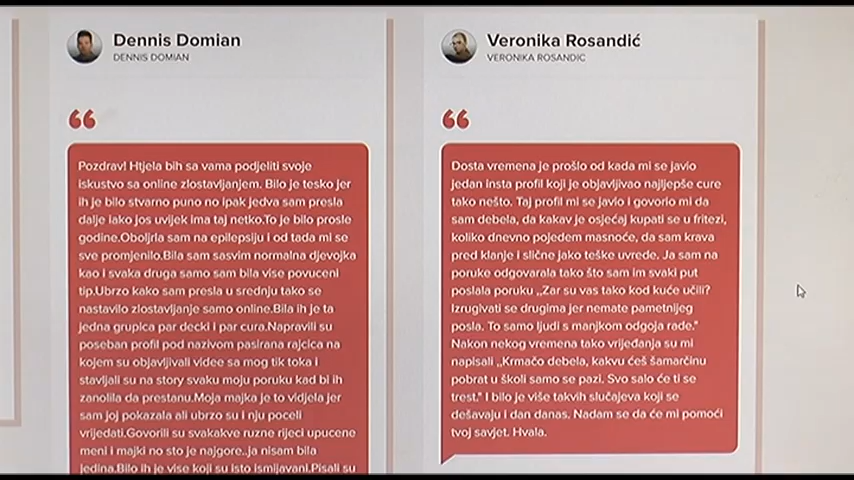 Dennis Domian
DENNIS DOMIAN
Pozdrav! Htjela bih sa vama podjeliti svoje
iskustvo sa online zlostavljanjem. Bilo je tesko jer
ih je bilo stvarno puno no ipak jedva sam presla
dalje iako jos uvijek ima taj netko.To je bilo prosle
godine.Oboljrla sam na epilepsiju i od tada mi se
sve promjenilo.Bila sam sasvim normalna djevojka
kao i svaka druga samo sam bila vise povuceni
tip.Ubrzo kako sam presla u srednju tako se
nastavilo zlostavljanje samo online.Bila ih je ta
jedna grupica par decki i par cura.Napravili su
poseban profil pod nazivom pasirana rajcica na
kojem su objavljivali videe sa mog tik toka i
stavljali su na story svaku moju poruku kad bi ih
zanolila da prestanu.Moja majka je to vidjela jer
sam joj pokazala ali ubrzo su i nju poceli
vrijedati.Govorili su svakakve ruzne rijeci upucene
meni i majki no sto je najgore..ja nisam bila
jedina.Bilo ih je vise koji su isto ismijavani.Pisali su
Veronika Rosandić
VERONIKA ROSANDIC
Dosta vremena je prošlo od kada mi se javio
jedan insta profil koji je objavljivao najljepše cure
tako nešto. Taj profil mi se javio i govorio mi da
sam debela, da kakav je osjećaj kupati se u fritezi,
koliko dnevno pojedem masnoće, da sam krava
pred klanje i slične jako teške uvrede. Ja sam na
poruke odgovarala tako što sam im svaki put
poslala poruku ,,Zar su vas tako kod kuće učili?
Izrugivati se drugima jer nemate pametnijeg
posla. To samo ljudi s manjkom odgoja rade."
Nakon nekog vremena tako vrijeđanja su mi
napisali ,,Krmačo debela, kakvu ćeš šamarčinu
pobrat u školi samo se pazi. Svo salo će ti se
trest." I bilo je više takvih slučajeva koji se
dešavaju i dan danas. Nadam se da će mi pomoći
tvoj savjet. Hvala.